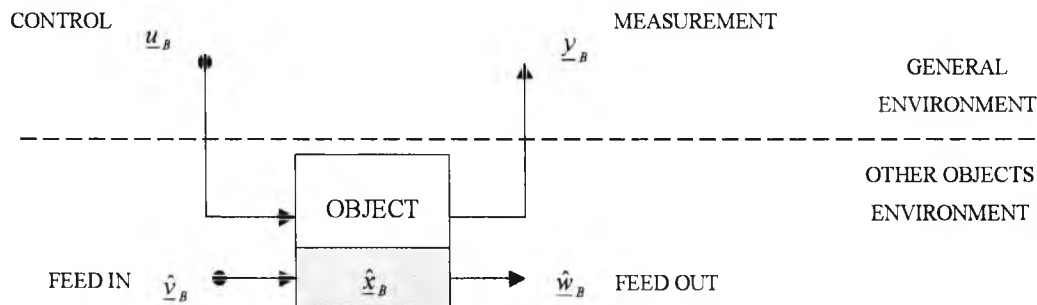 CONTROL
u_B
MEASUREMENT
y_B
GENERAL
ENVIRONMENT
OTHER OBJECTS
ENVIRONMENT
OBJECT
FEED IN
v̂_B
x̂_B
ŵ_B
FEED OUT